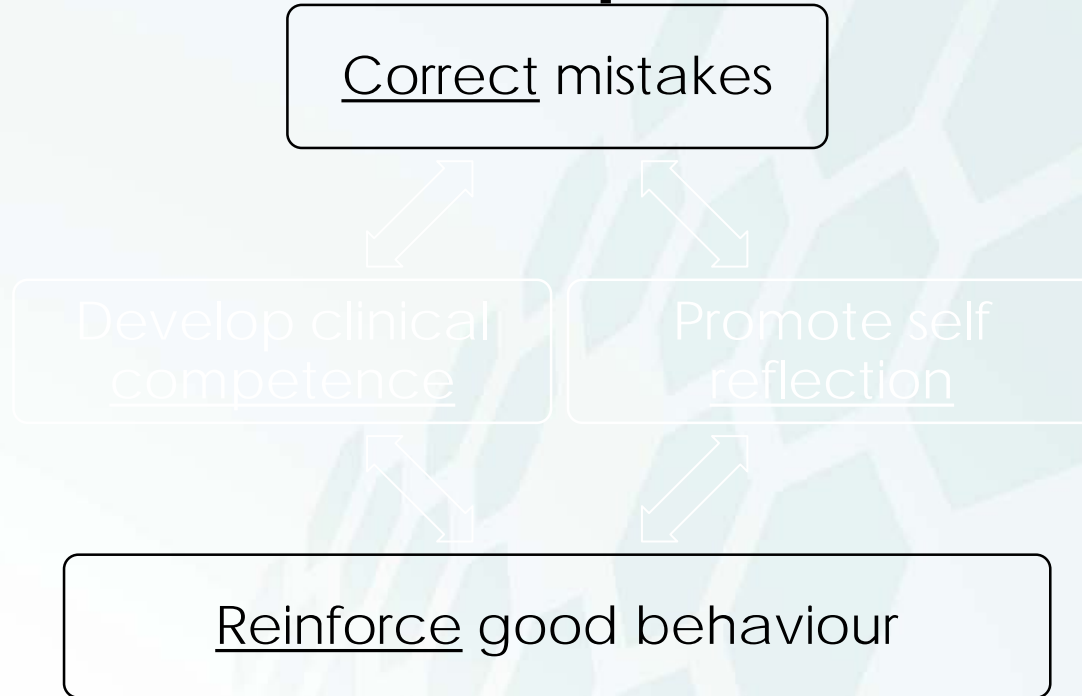 Correct mistakes
Develop clinical
competence
Promote self
reflection
Reinforce good behaviour